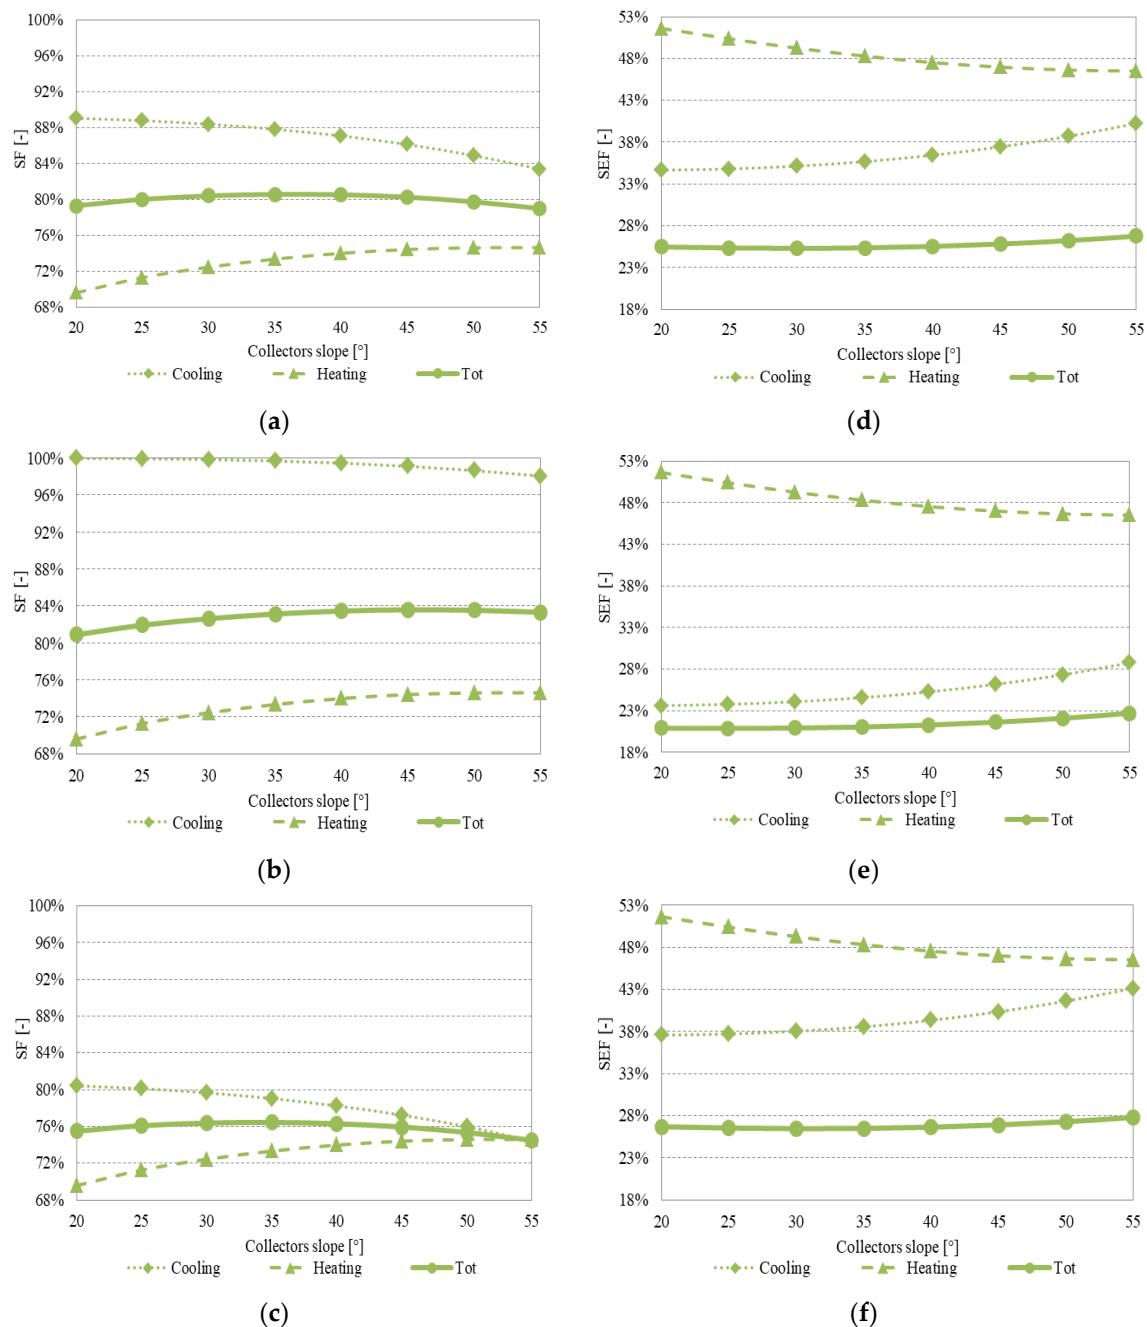 100%
96%
92%
88%
84%
80%
76%
72%
68%
SF [-]
20 25 30 35 40 45 50 55
Collectors slope [°]
Cooling Heating Tot
(a)
53%
48%
43%
38%
33%
28%
23%
18%
SEF [-]
20 25 30 35 40 45 50 55
Collectors slope [°]
Cooling Heating Tot
(d)
100%
96%
92%
88%
84%
80%
76%
72%
68%
SF [-]
20 25 30 35 40 45 50 55
Collectors slope [°]
Cooling Heating Tot
(b)
53%
48%
43%
38%
33%
28%
23%
18%
SEF [-]
20 25 30 35 40 45 50 55
Collectors slope [°]
Cooling Heating Tot
(e)
100%
96%
92%
88%
84%
80%
76%
72%
68%
SF [-]
20 25 30 35 40 45 50 55
Collectors slope [°]
Cooling Heating Tot
(c)
53%
48%
43%
38%
33%
28%
23%
18%
SEF [-]
20 25 30 35 40 45 50 55
Collectors slope [°]
Cooling Heating Tot
(f)